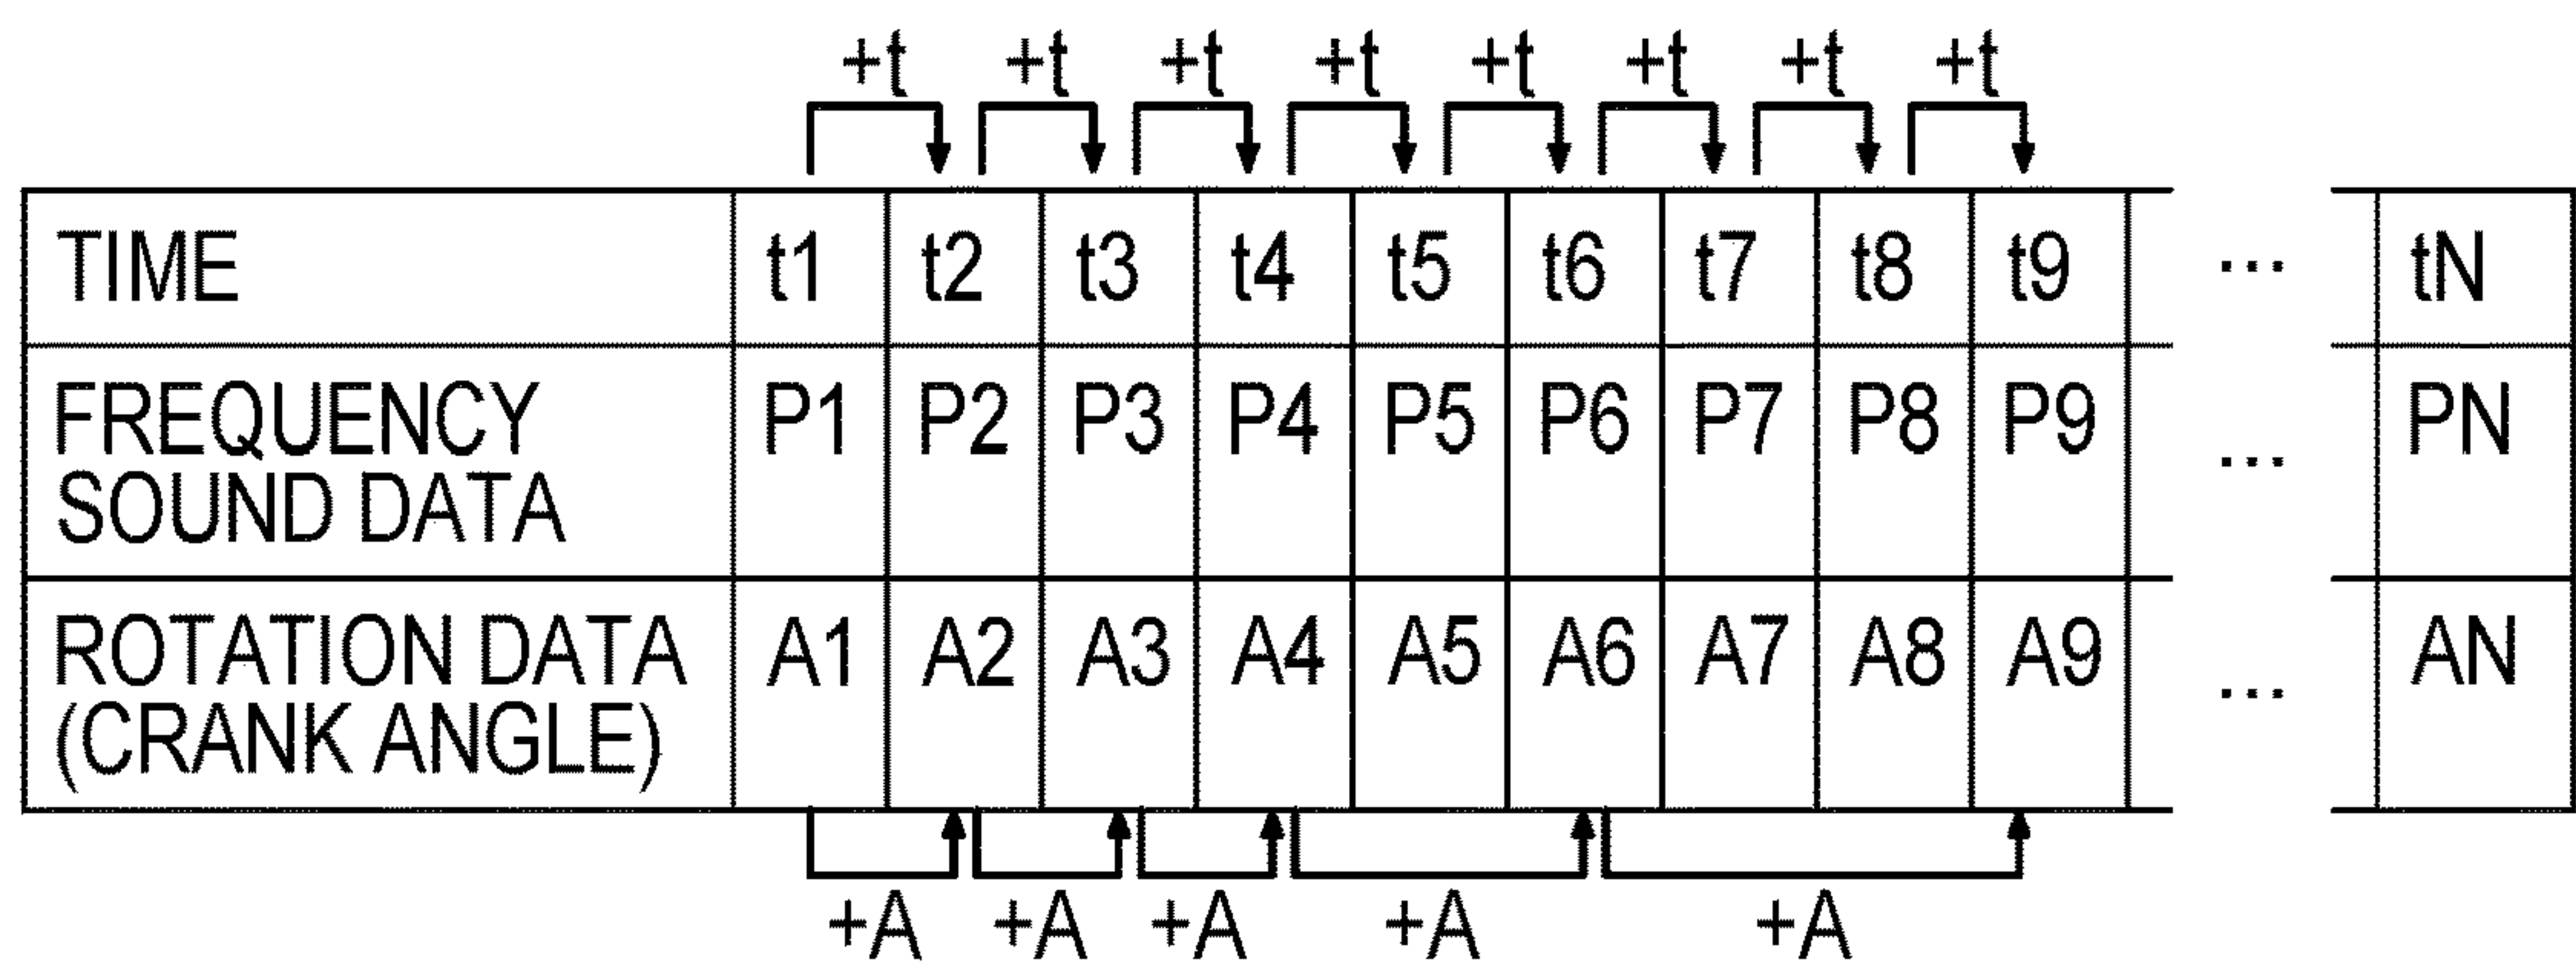 +t +t +t +t +t +t +t +t
TIME t1 t2 t3 t4 t5 t6 t7 t8 t9 ... tN
FREQUENCY P1 P2 P3 P4 P5 P6 P7 P8 P9 ... PN
SOUND DATA
ROTATION DATA A1 A2 A3 A4 A5 A6 A7 A8 A9 ... AN
(CRANK ANGLE)
+A +A +A +A +A